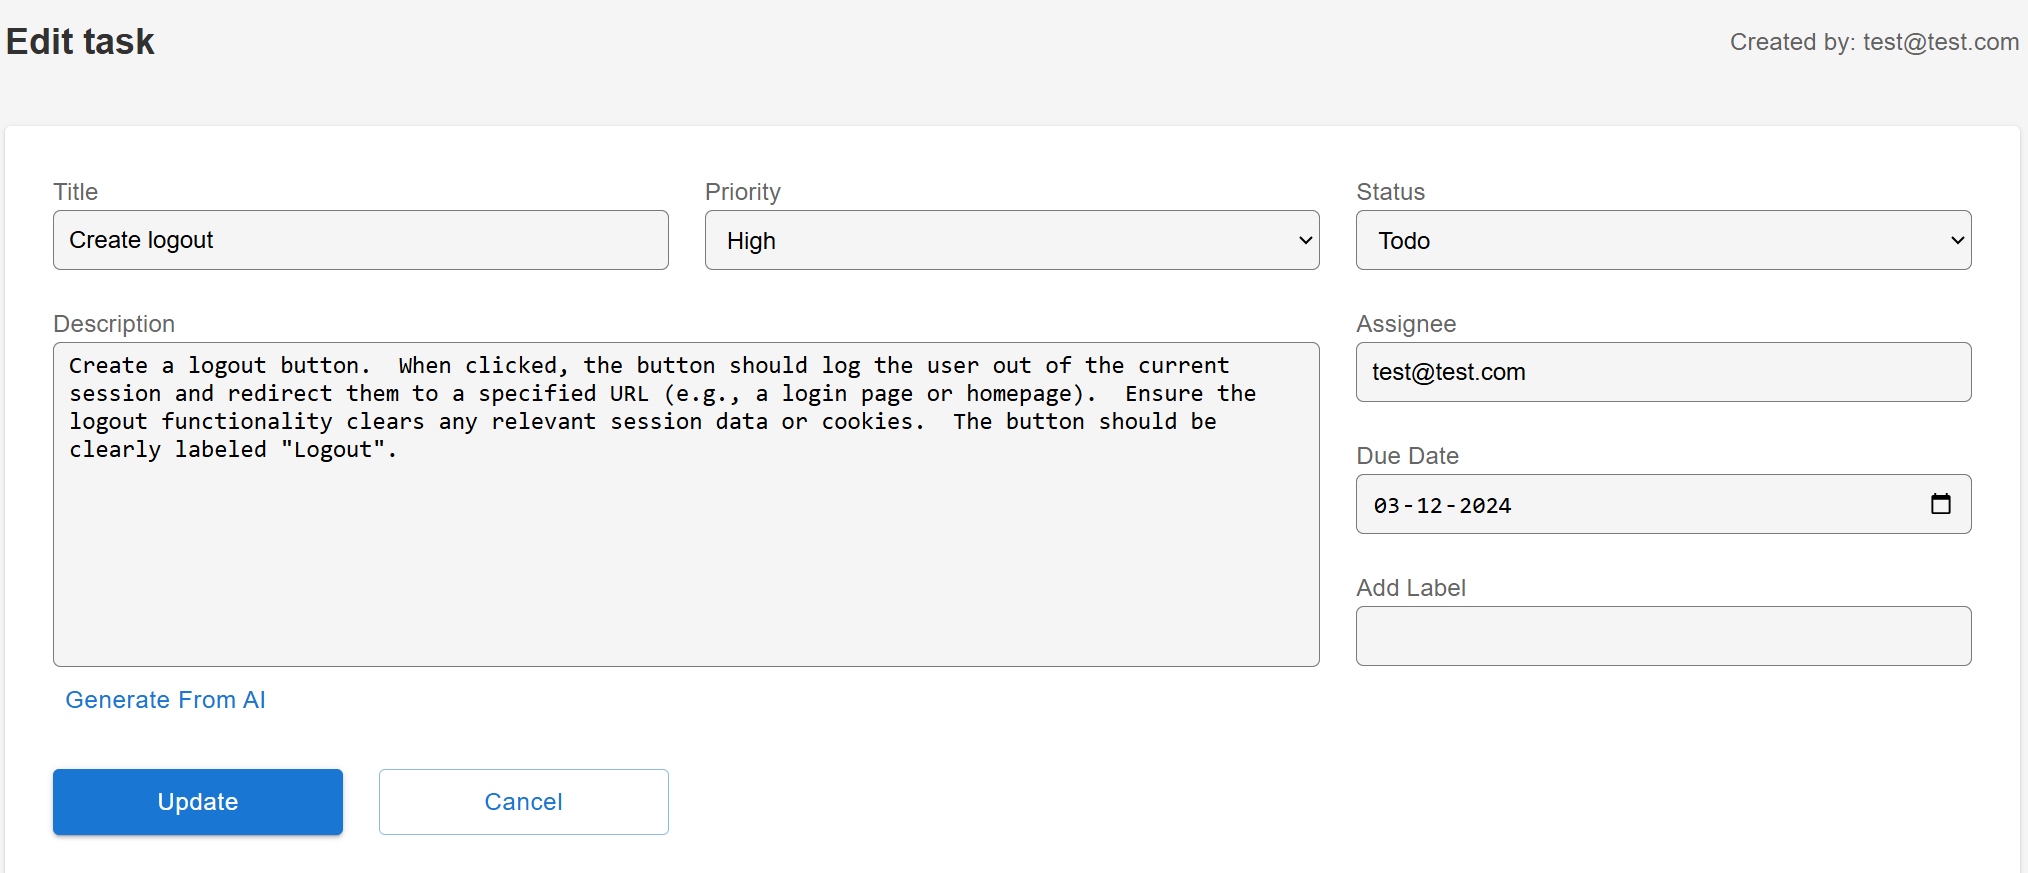 Edit task
Created by: test@test.com
Title
Priority
Status
Create logout
High
Todo
Description
Assignee
Create a logout button.  When clicked, the button should log the user out of the current
session and redirect them to a specified URL (e.g., a login page or homepage).  Ensure the
logout functionality clears any relevant session data or cookies.  The button should be
clearly labeled "Logout".
test@test.com
Due Date
03-12-2024
Add Label
Generate From AI
Update
Cancel